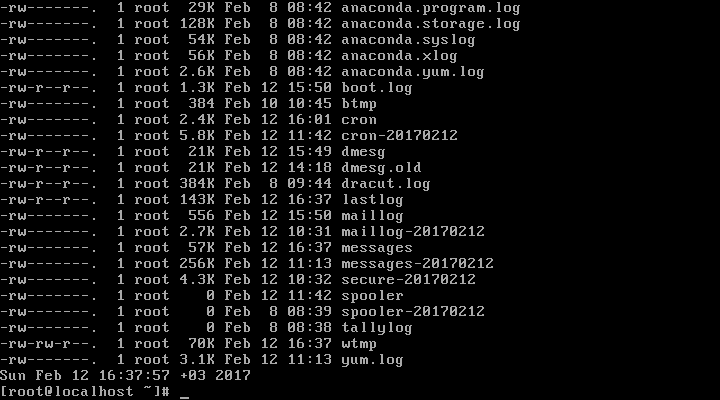 -rw-------.  1 root  29K Feb  8 08:42 anaconda.program.log
-rw-------.  1 root 128K Feb  8 08:42 anaconda.storage.log
-rw-------.  1 root  54K Feb  8 08:42 anaconda.syslog
-rw-------.  1 root  56K Feb  8 08:42 anaconda.xlog
-rw-------.  1 root 2.6K Feb  8 08:42 anaconda.yum.log
-rw-r--r--.  1 root 1.3K Feb 12 15:50 boot.log
-rw-------.  1 root  384 Feb 10 10:45 btmp
-rw-------.  1 root 2.4K Feb 12 16:01 cron
-rw-------.  1 root 5.8K Feb 12 11:42 cron-20170212
-rw-r--r--.  1 root  21K Feb 12 15:49 dmesg
-rw-r--r--.  1 root  21K Feb 12 14:18 dmesg.old
-rw-r--r--.  1 root 384K Feb  8 09:44 dracut.log
-rw-r--r--.  1 root 143K Feb 12 16:37 lastlog
-rw-------.  1 root  556 Feb 12 15:50 maillog
-rw-------.  1 root 2.7K Feb 12 10:31 maillog-20170212
-rw-------.  1 root  57K Feb 12 16:37 messages
-rw-------.  1 root 256K Feb 12 11:13 messages-20170212
-rw-------.  1 root 4.3K Feb 12 10:32 secure-20170212
-rw-------.  1 root    0 Feb 12 11:42 spooler
-rw-------.  1 root    0 Feb  8 08:39 spooler-20170212
-rw-------.  1 root    0 Feb  8 08:38 tallylog
-rw-rw-r--.  1 root  70K Feb 12 16:37 wtmp
-rw-------.  1 root 3.1K Feb 12 11:13 yum.log
Sun Feb 12 16:37:57 +03 2017
[root@localhost ~]# _